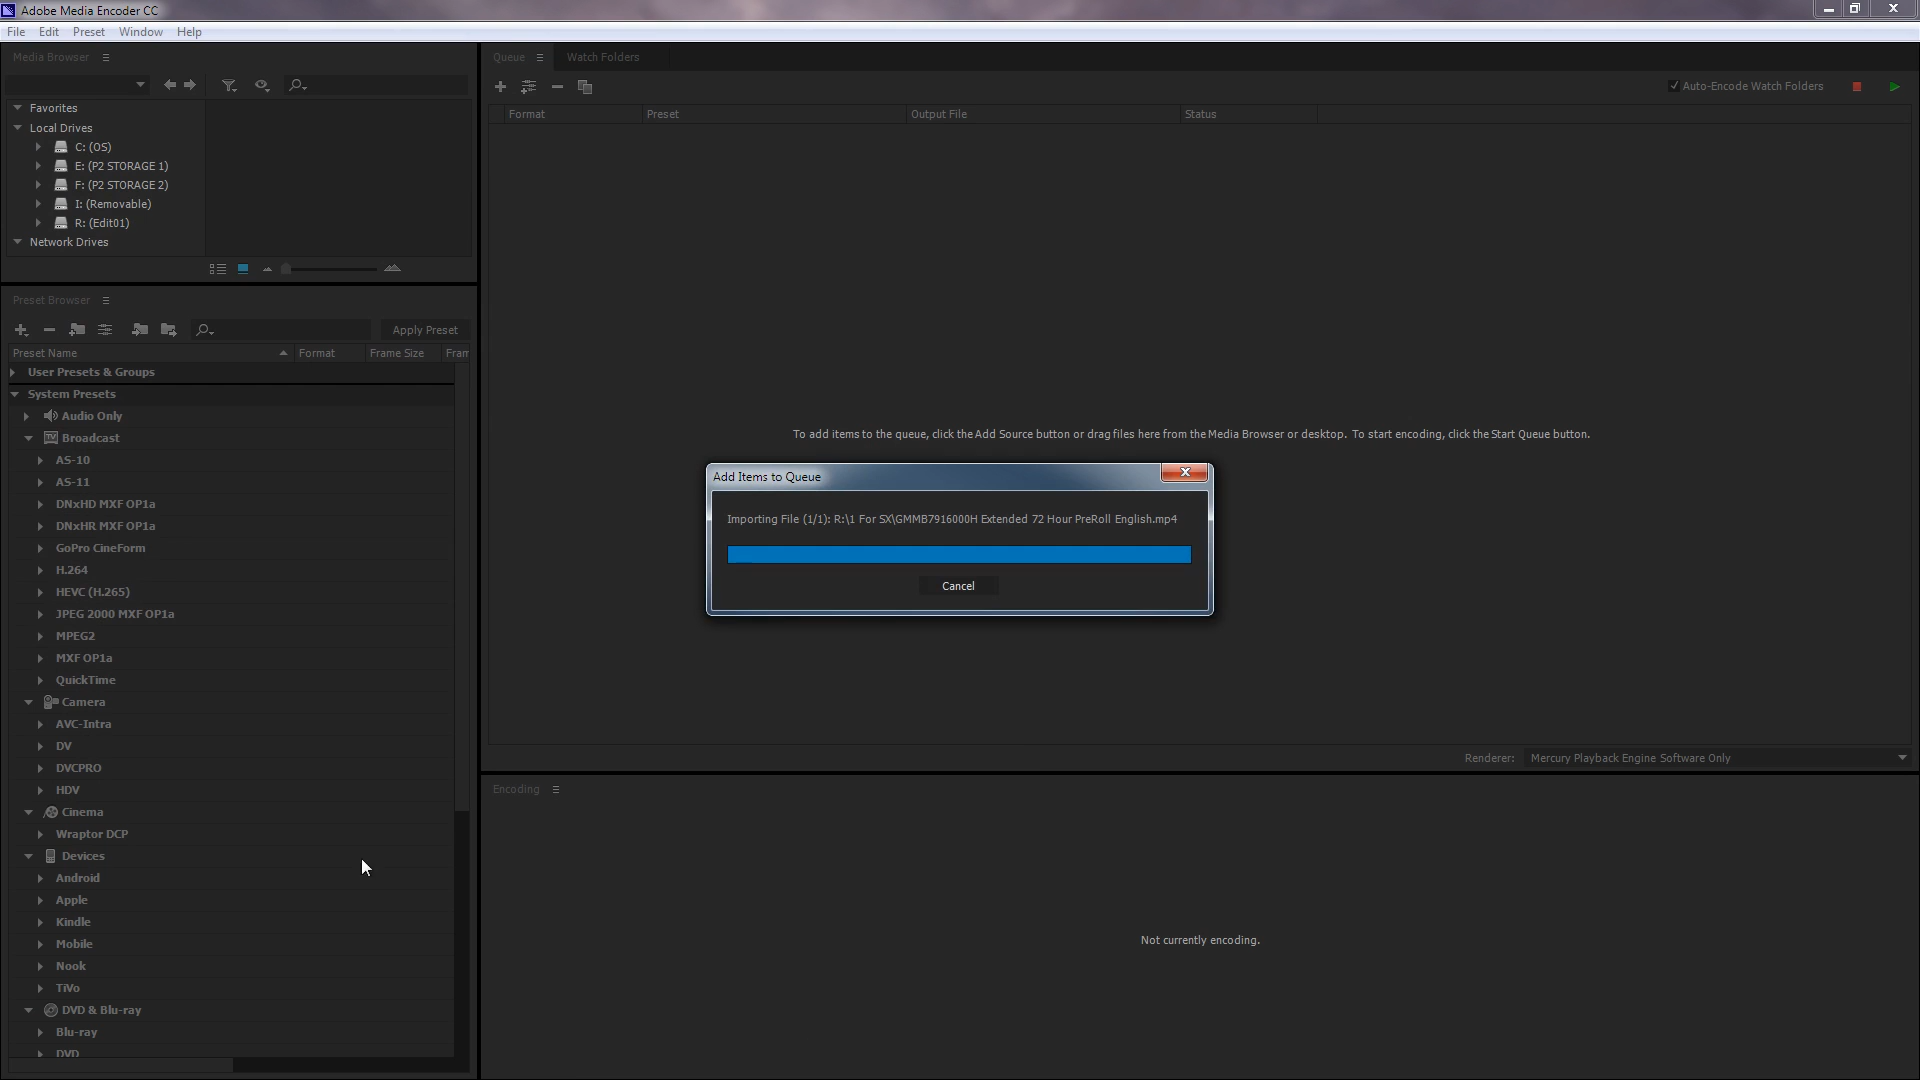 Adobe Media Encoder CC
File Edit Preset Window Help
Media Browser
Favorites
Local Drives
C: (OS)
E: (P2 STORAGE 1)
F: (P2 STORAGE 2)
I: (Removable)
R: (Edit01)
Network Drives
Preset Browser
Apply Preset
Preset Name Format Frame Size Fram
User Presets & Groups
System Presets
Audio Only
TV Broadcast
AS-10
AS-11
DNxHD MXF OP1a
DNxHR MXF OP1a
GoPro CineForm
H.264
HEVC (H.265)
JPEG 2000 MXF OP1a
MPEG2
MXF OP1a
QuickTime
Camera
AVC-Intra
DV
DVCPRO
HDV
Cinema
Wraptor DCP
Devices
Android
Apple
Kindle
Mobile
Nook
TiVo
DVD & Blu-ray
Blu-ray
DVD
Queue Watch Folders
Auto-Encode Watch Folders
Format Preset Output File Status
To add items to the queue, click the Add Source button or drag files here from the Media Browser or desktop. To start encoding, click the Start Queue button.
Add Items to Queue
Importing File (1/1): R:\1 For SX\GMMB7916000H Extended 72 Hour PreRoll English.mp4
Cancel
Renderer: Mercury Playback Engine Software Only
Encoding
Not currently encoding.